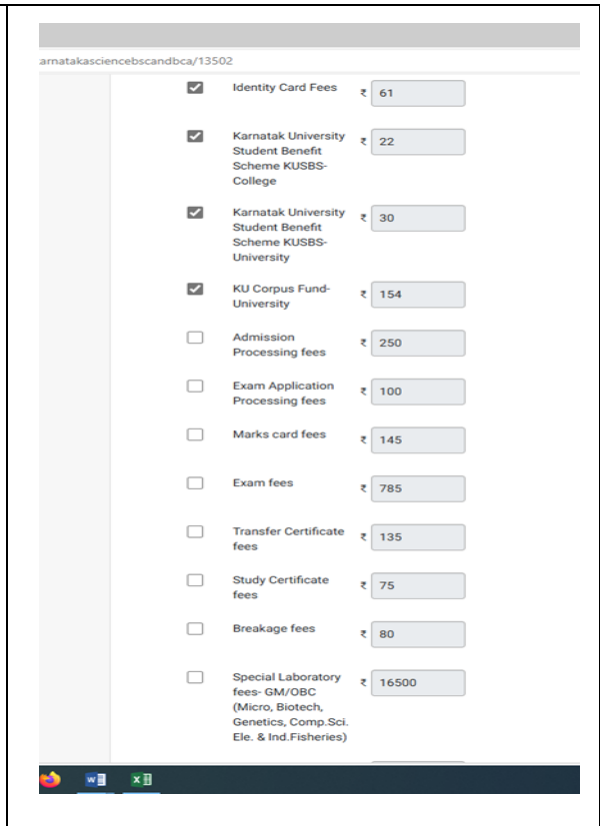 arnatakasciencebscandbca/13502
Identity Card Fees ₹ 61
Karnatak University ₹ 22
Student Benefit
Scheme KUSBS-
College
Karnatak University ₹ 30
Student Benefit
Scheme KUSBS-
University
KU Corpus Fund- ₹ 154
University
Admission ₹ 250
Processing fees
Exam Application ₹ 100
Processing fees
Marks card fees ₹ 145
Exam fees ₹ 785
Transfer Certificate ₹ 135
fees
Study Certificate ₹ 75
fees
Breakage fees ₹ 80
Special Laboratory ₹ 16500
fees- GM/OBC
(Micro, Biotech,
Genetics, Comp.Sci.
Ele. & Ind.Fisheries)